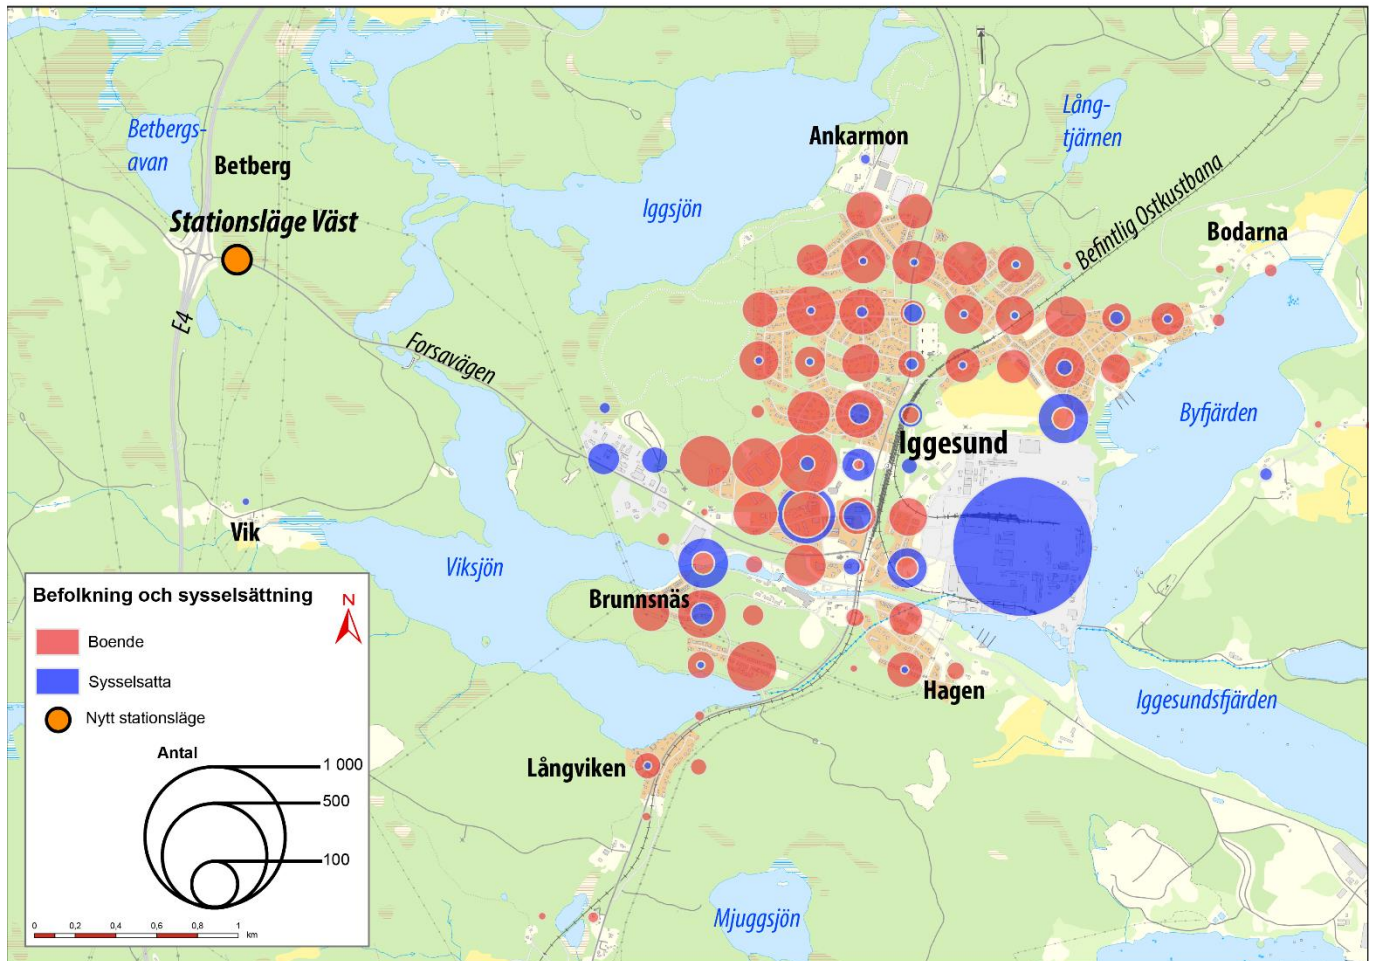 Betbergs-
avan
Betberg
Stationsläge Väst
E4
Forsavägen
Iggsjön
Ankarmon
Lång-
tjärnen
Befintlig Ostkustbana
Bodarna
Byfjärden
Iggesund
Vik
Viksjön
Brunnsnäs
Hagen
Iggesundsfjärden
Långviken
Mjuggsjön
Befolkning och sysselsättning
N
Boende
Sysselsatta
Nytt stationsläge
Antal
1 000
500
100
0 0,2 0,4 0,6 0,8 1
km